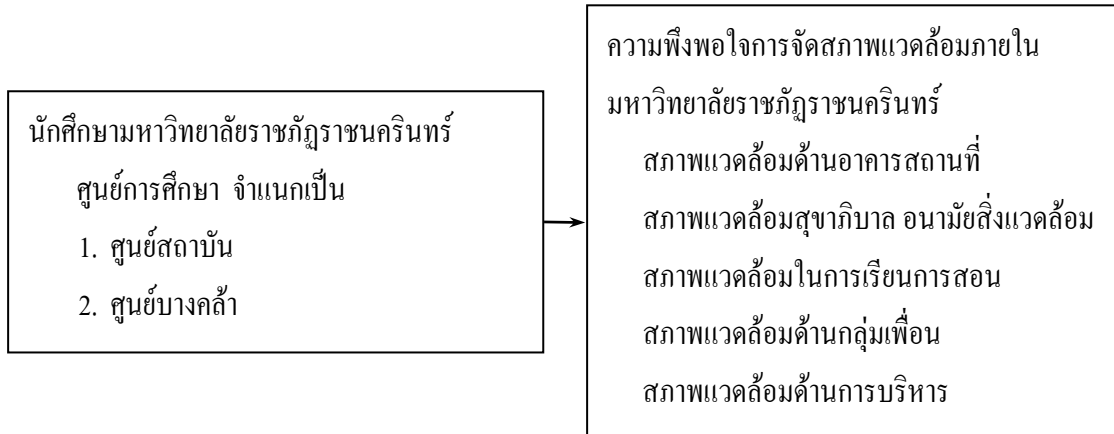 นักศึกษามหาวิทยาลัยราชภัฏราชนครินทร์
ศูนย์การศึกษา จำแนกเป็น
1. ศูนย์สถาบัน
2. ศูนย์บางคล้า
ความพึงพอใจการจัดสภาพแวดล้อมภายใน
มหาวิทยาลัยราชภัฏราชนครินทร์
สภาพแวดล้อมด้านอาคารสถานที่
สภาพแวดล้อมสุขาภิบาล อนามัยสิ่งแวดล้อม
สภาพแวดล้อมในการเรียนการสอน
สภาพแวดล้อมด้านกลุ่มเพื่อน
สภาพแวดล้อมด้านการบริหาร